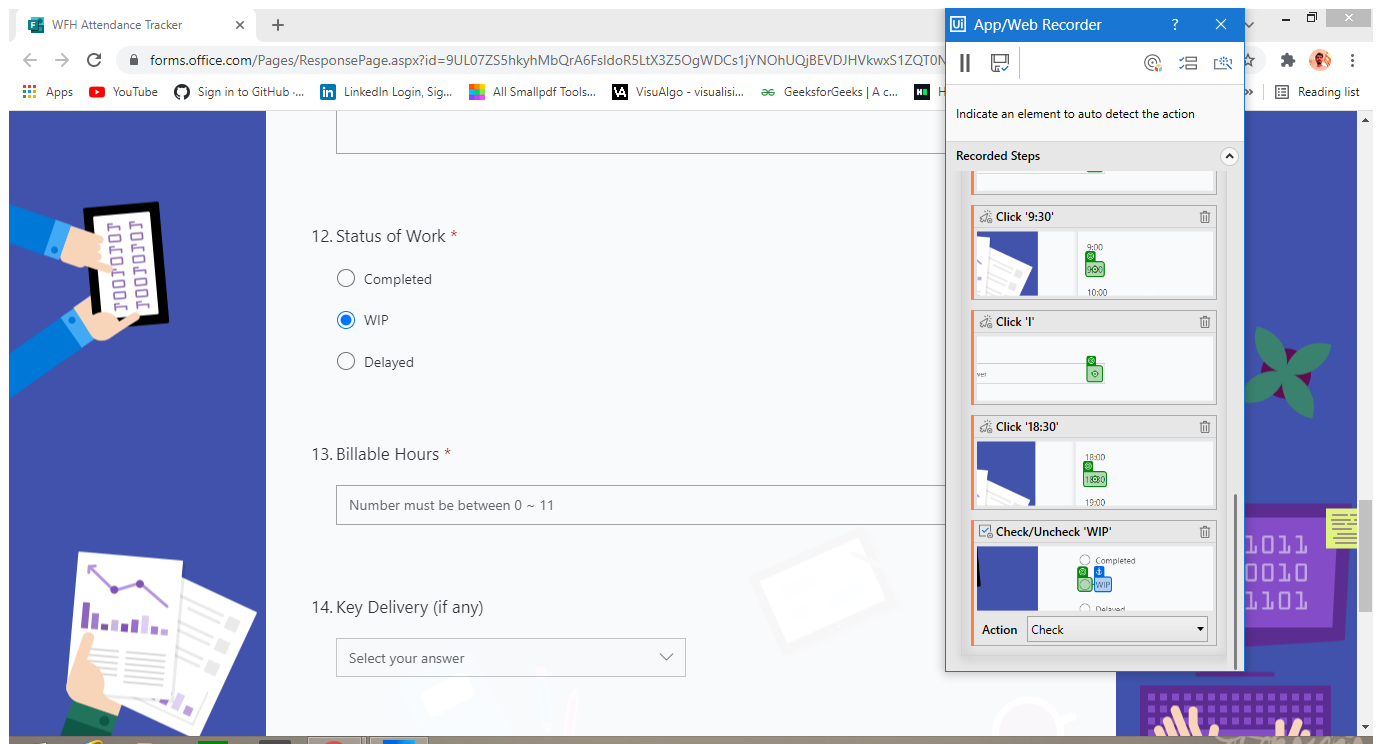 WFH Attendance Tracker
forms.office.com/Pages/ResponsePage.aspx?id=9UL07ZS5hkyhMbQrA6FsIdoR5LtX3Z5OgWDCs1jYNOhUQjBEVDJHVkwxS1ZQT0N
Apps YouTube Sign in to GitHub ·... LinkedIn Login, Sig... All Smallpdf Tools... VisuAlgo - visualisi... GeeksforGeeks | A c... H » Reading list
12. Status of Work *
Completed
WIP
Delayed
13. Billable Hours *
Number must be between 0 ~ 11
14. Key Delivery (if any)
Select your answer
Ui App/Web Recorder ?
Indicate an element to auto detect the action
Recorded Steps
Click '9:30'
9:00
10:00
Click 'I'
ver
Click '18:30'
18:00
18:30
19:00
Check/Uncheck 'WIP'
Completed
WIP
Delayed
Action Check
1011
0010
1101